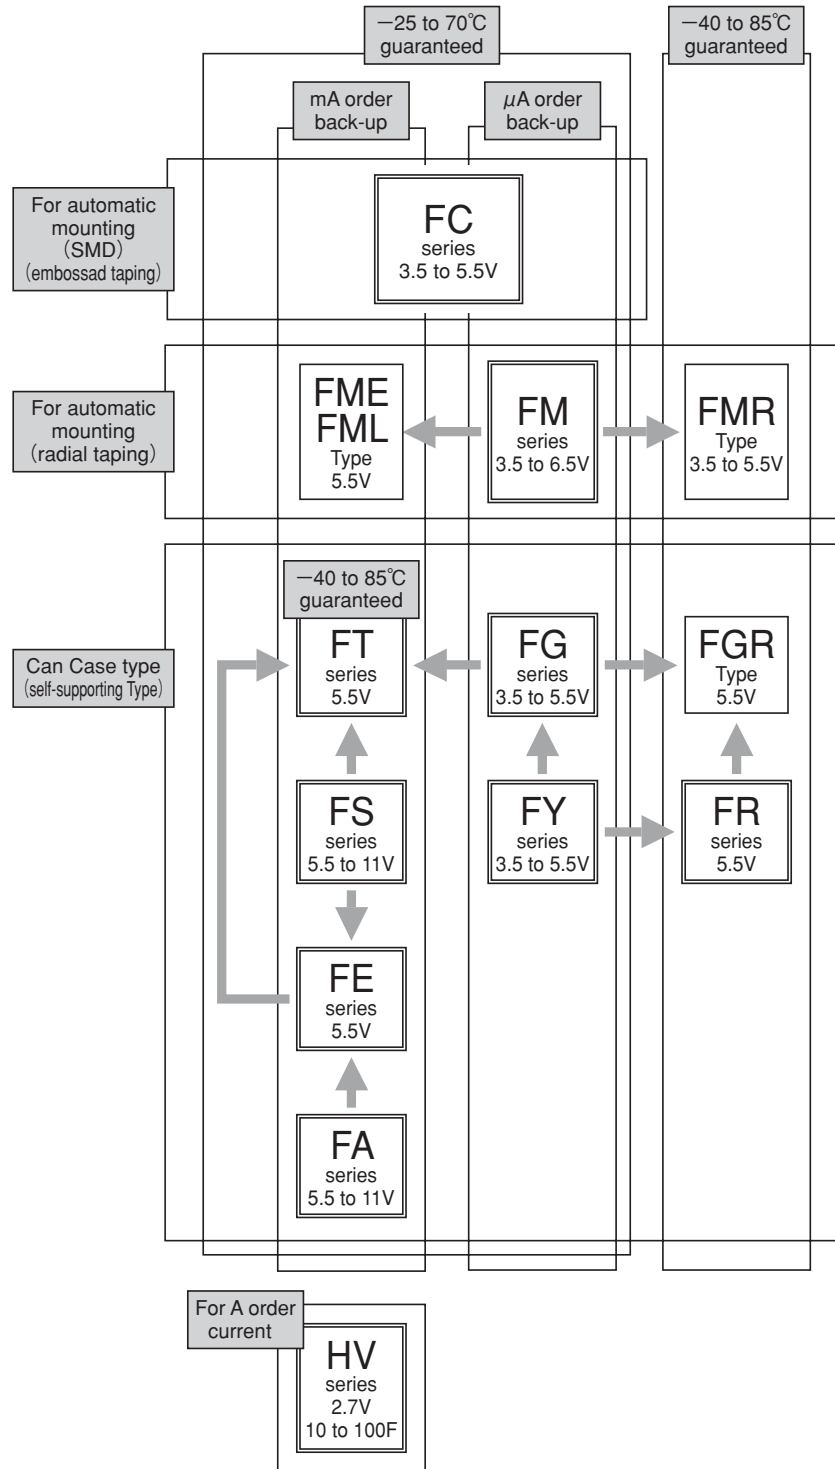 −25 to 70℃
guaranteed
−40 to 85℃
guaranteed
mA order
back-up
μA order
back-up
For automatic
mounting
（SMD）
（embossad taping）
FC
series
3.5 to 5.5V
For automatic
mounting
（radial taping）
FME
FML
Type
5.5V
FM
series
3.5 to 6.5V
FMR
Type
3.5 to 5.5V
Can Case type
（self-supporting Type）
−40 to 85℃
guaranteed
FT
series
5.5V
FG
series
3.5 to 5.5V
FGR
Type
5.5V
FS
series
5.5 to 11V
FY
series
3.5 to 5.5V
FR
series
5.5V
FE
series
5.5V
FA
series
5.5 to 11V
For A order
current
HV
series
2.7V
10 to 100F